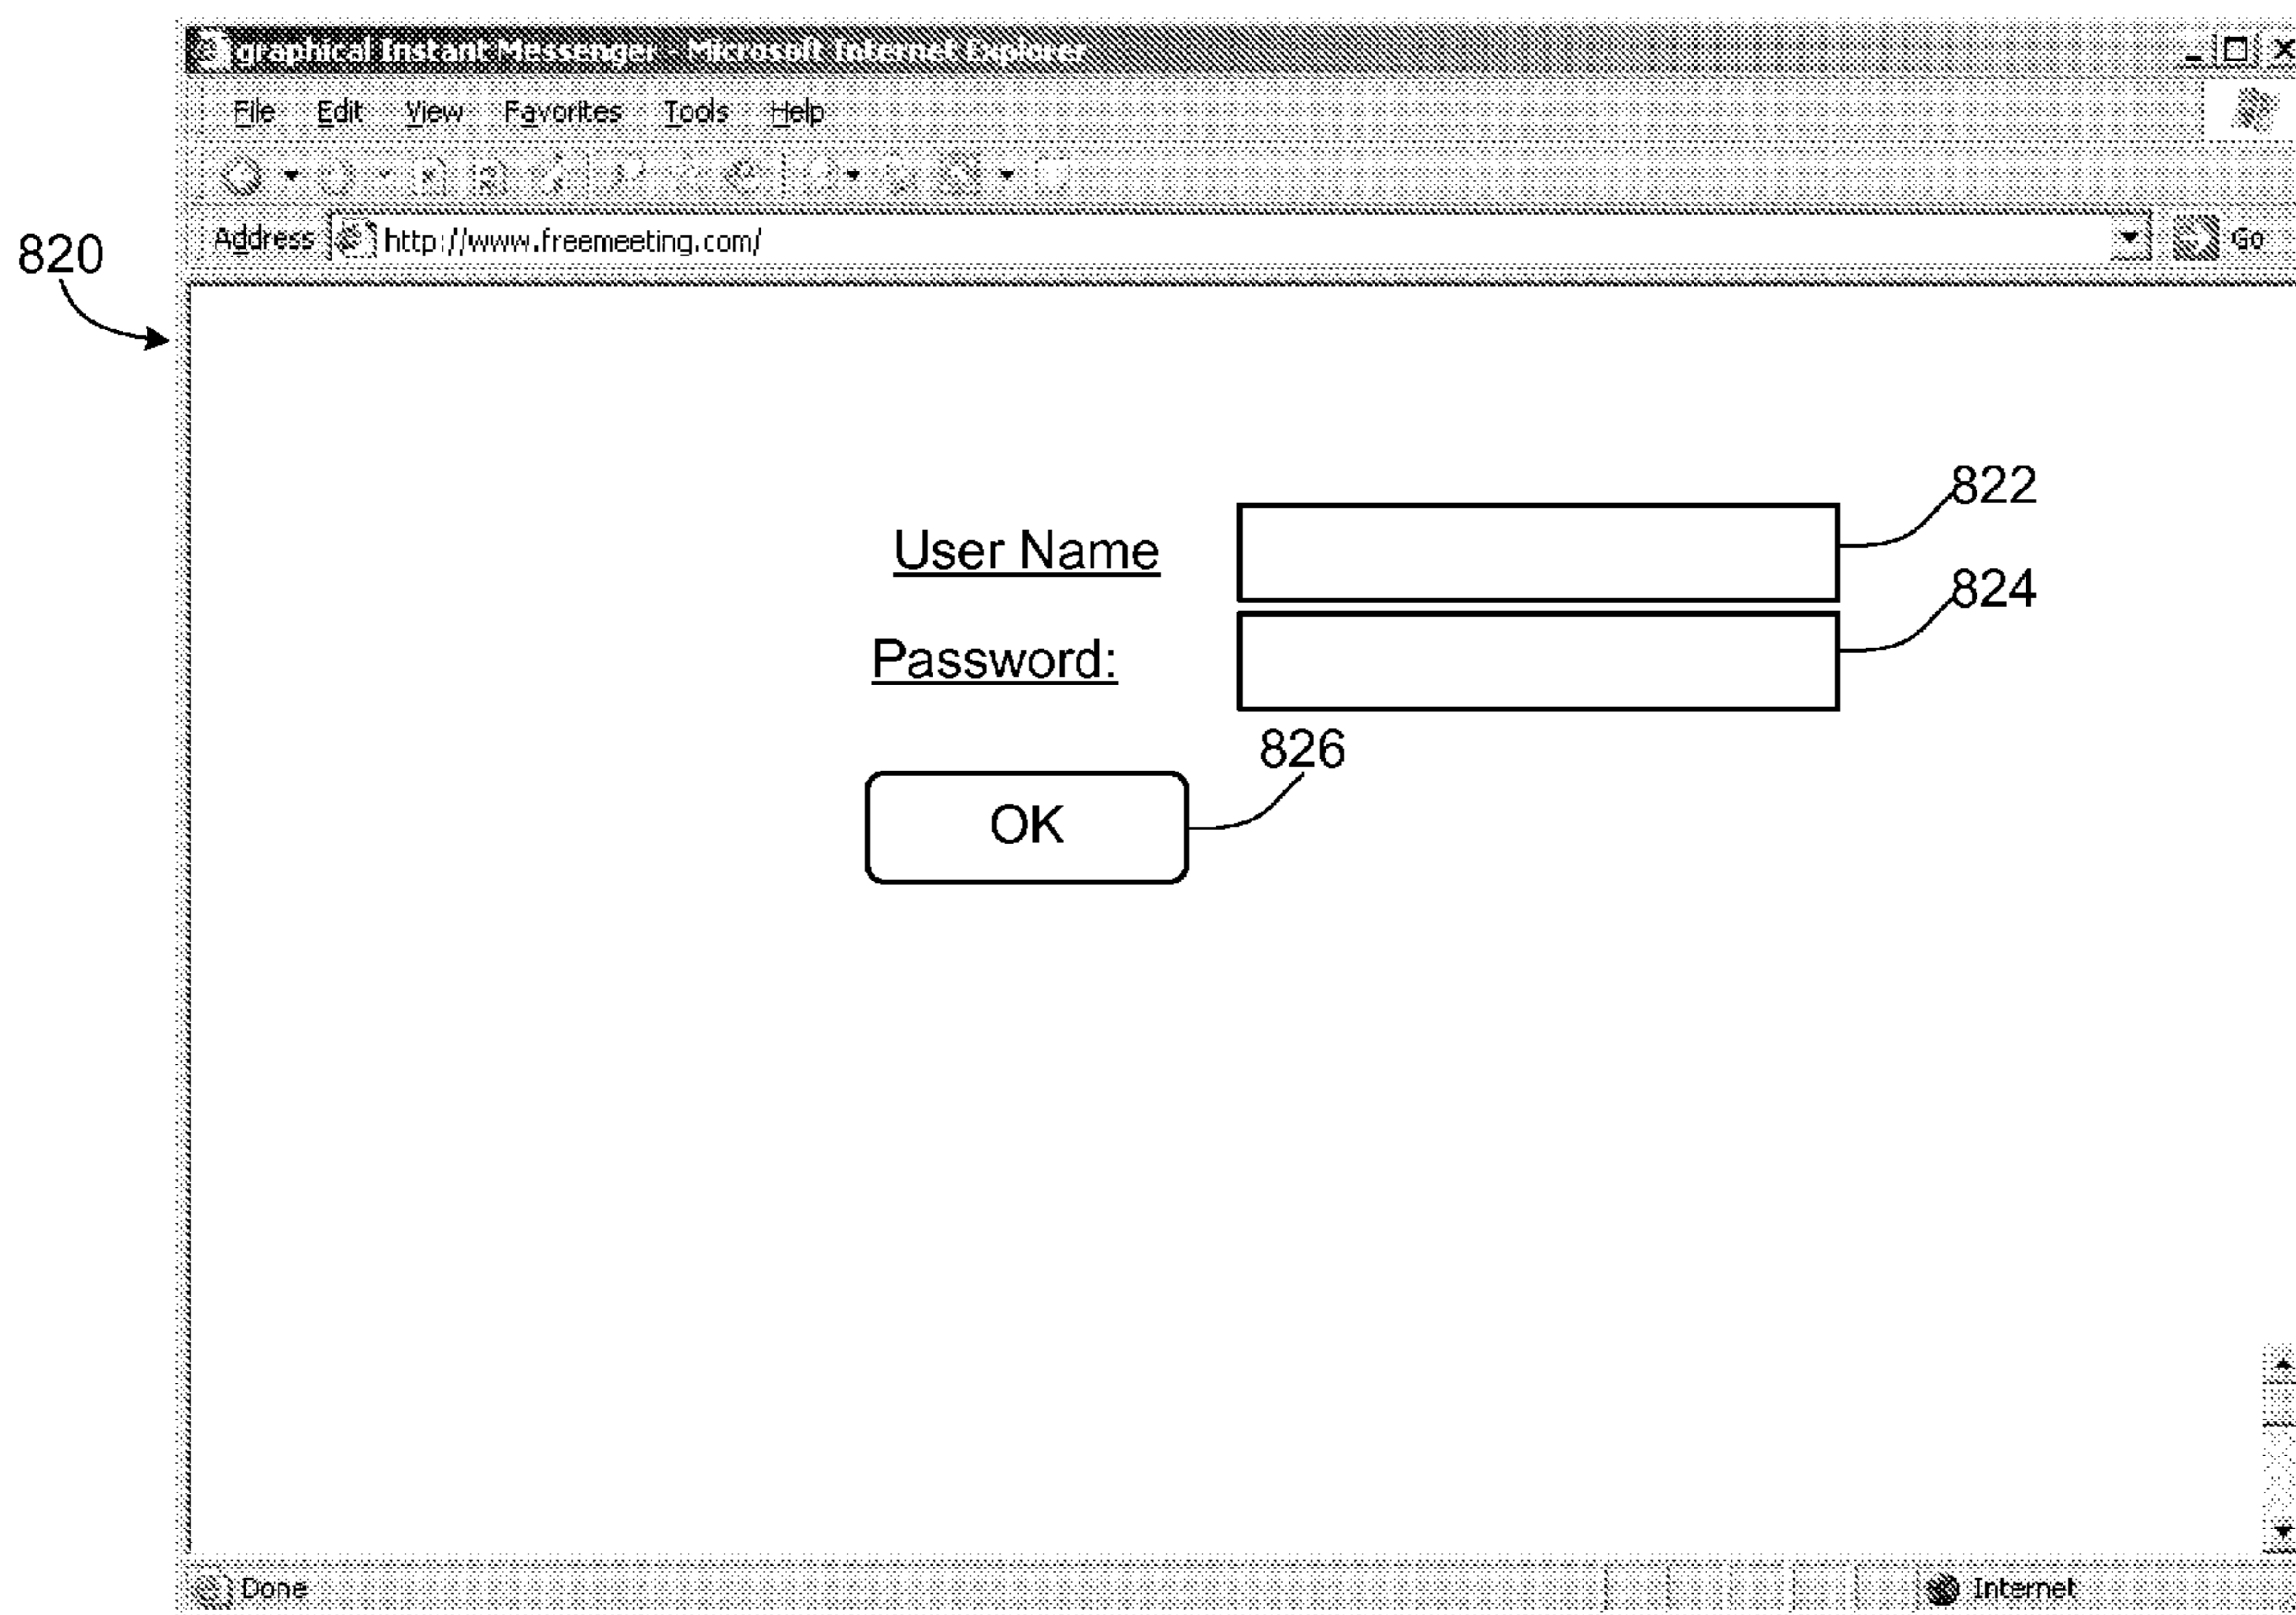 graphical Instant Messenger - Microsoft Internet Explorer
File Edit View Favorites Tools Help
Address http://www.freemeeting.com/ Go
820
822
User Name
824
Password:
826
OK
Done Internet